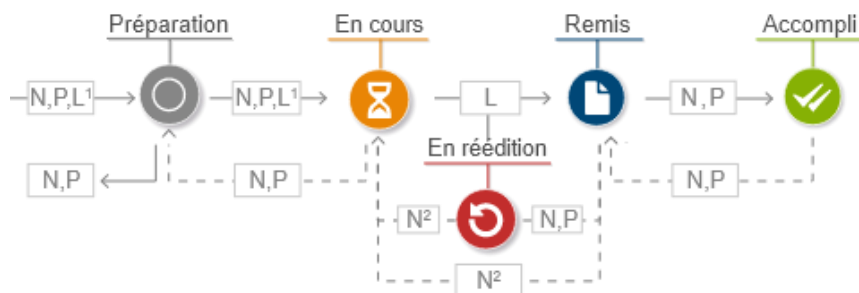 Préparation En cours Remis Accompli
N,P,L¹ N,P,L¹ L N,P
En réédition
N,P N,P N,P
N² N,P
N²